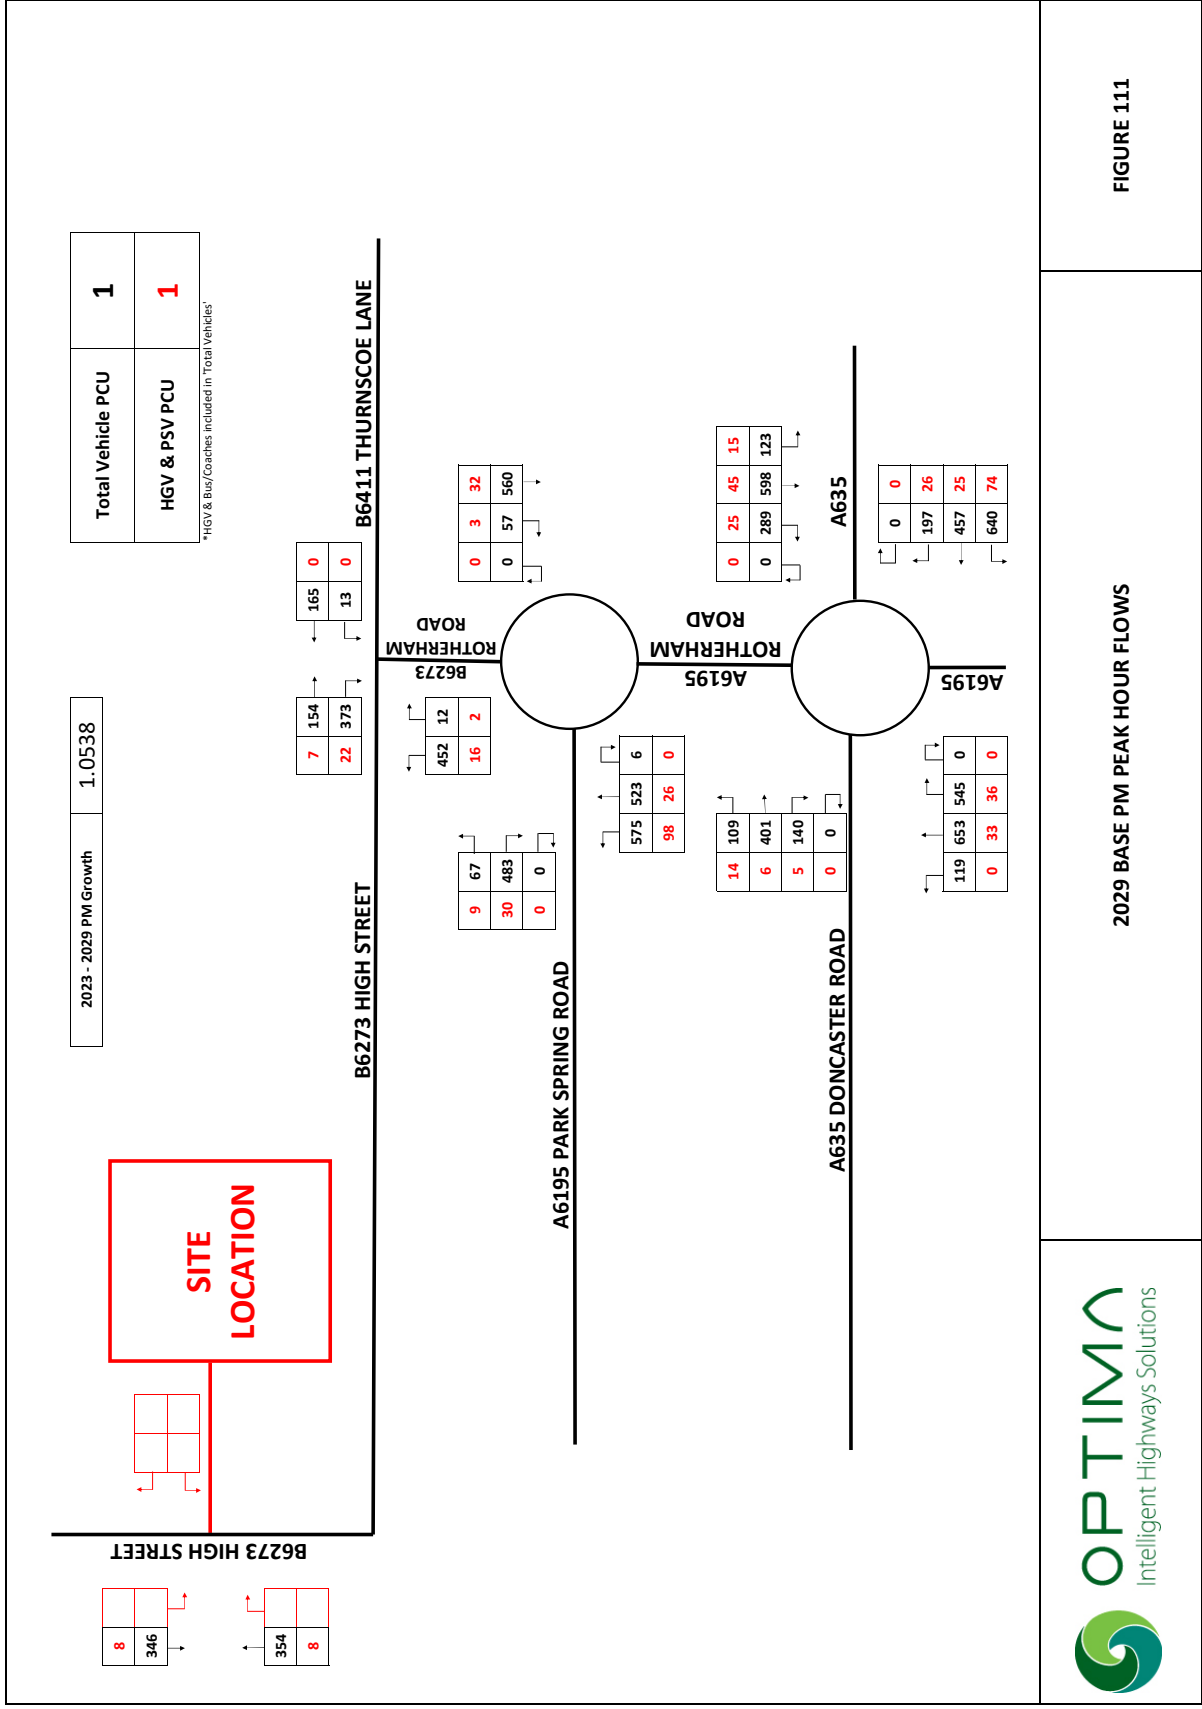 2023 - 2029 PM Growth 1.0538
Total Vehicle PCU 1
HGV & PSV PCU 1
*HGV & Bus/Coaches included in 'Total Vehicles'
SITE
LOCATION
B6273 HIGH STREET
8
346
354
8
B6273 HIGH STREET
B6411 THURNSCOE LANE
7 154
22 373
165 0
13 0
B6273
ROTHERHAM
ROAD
452 12
16 2
0 3 32
0 57 560
9 67
30 483
0 0
A6195 PARK SPRING ROAD
575 523 6
98 26 0
A6195
ROTHERHAM
ROAD
0 25 45 15
0 289 598 123
14 109
6 401
5 140
0 0
A635 DONCASTER ROAD
A635
0 0
197 26
457 25
640 74
119 653 545 0
0 33 36 0
A6195
OPTIMA
Intelligent Highways Solutions
2029 BASE PM PEAK HOUR FLOWS
FIGURE 111